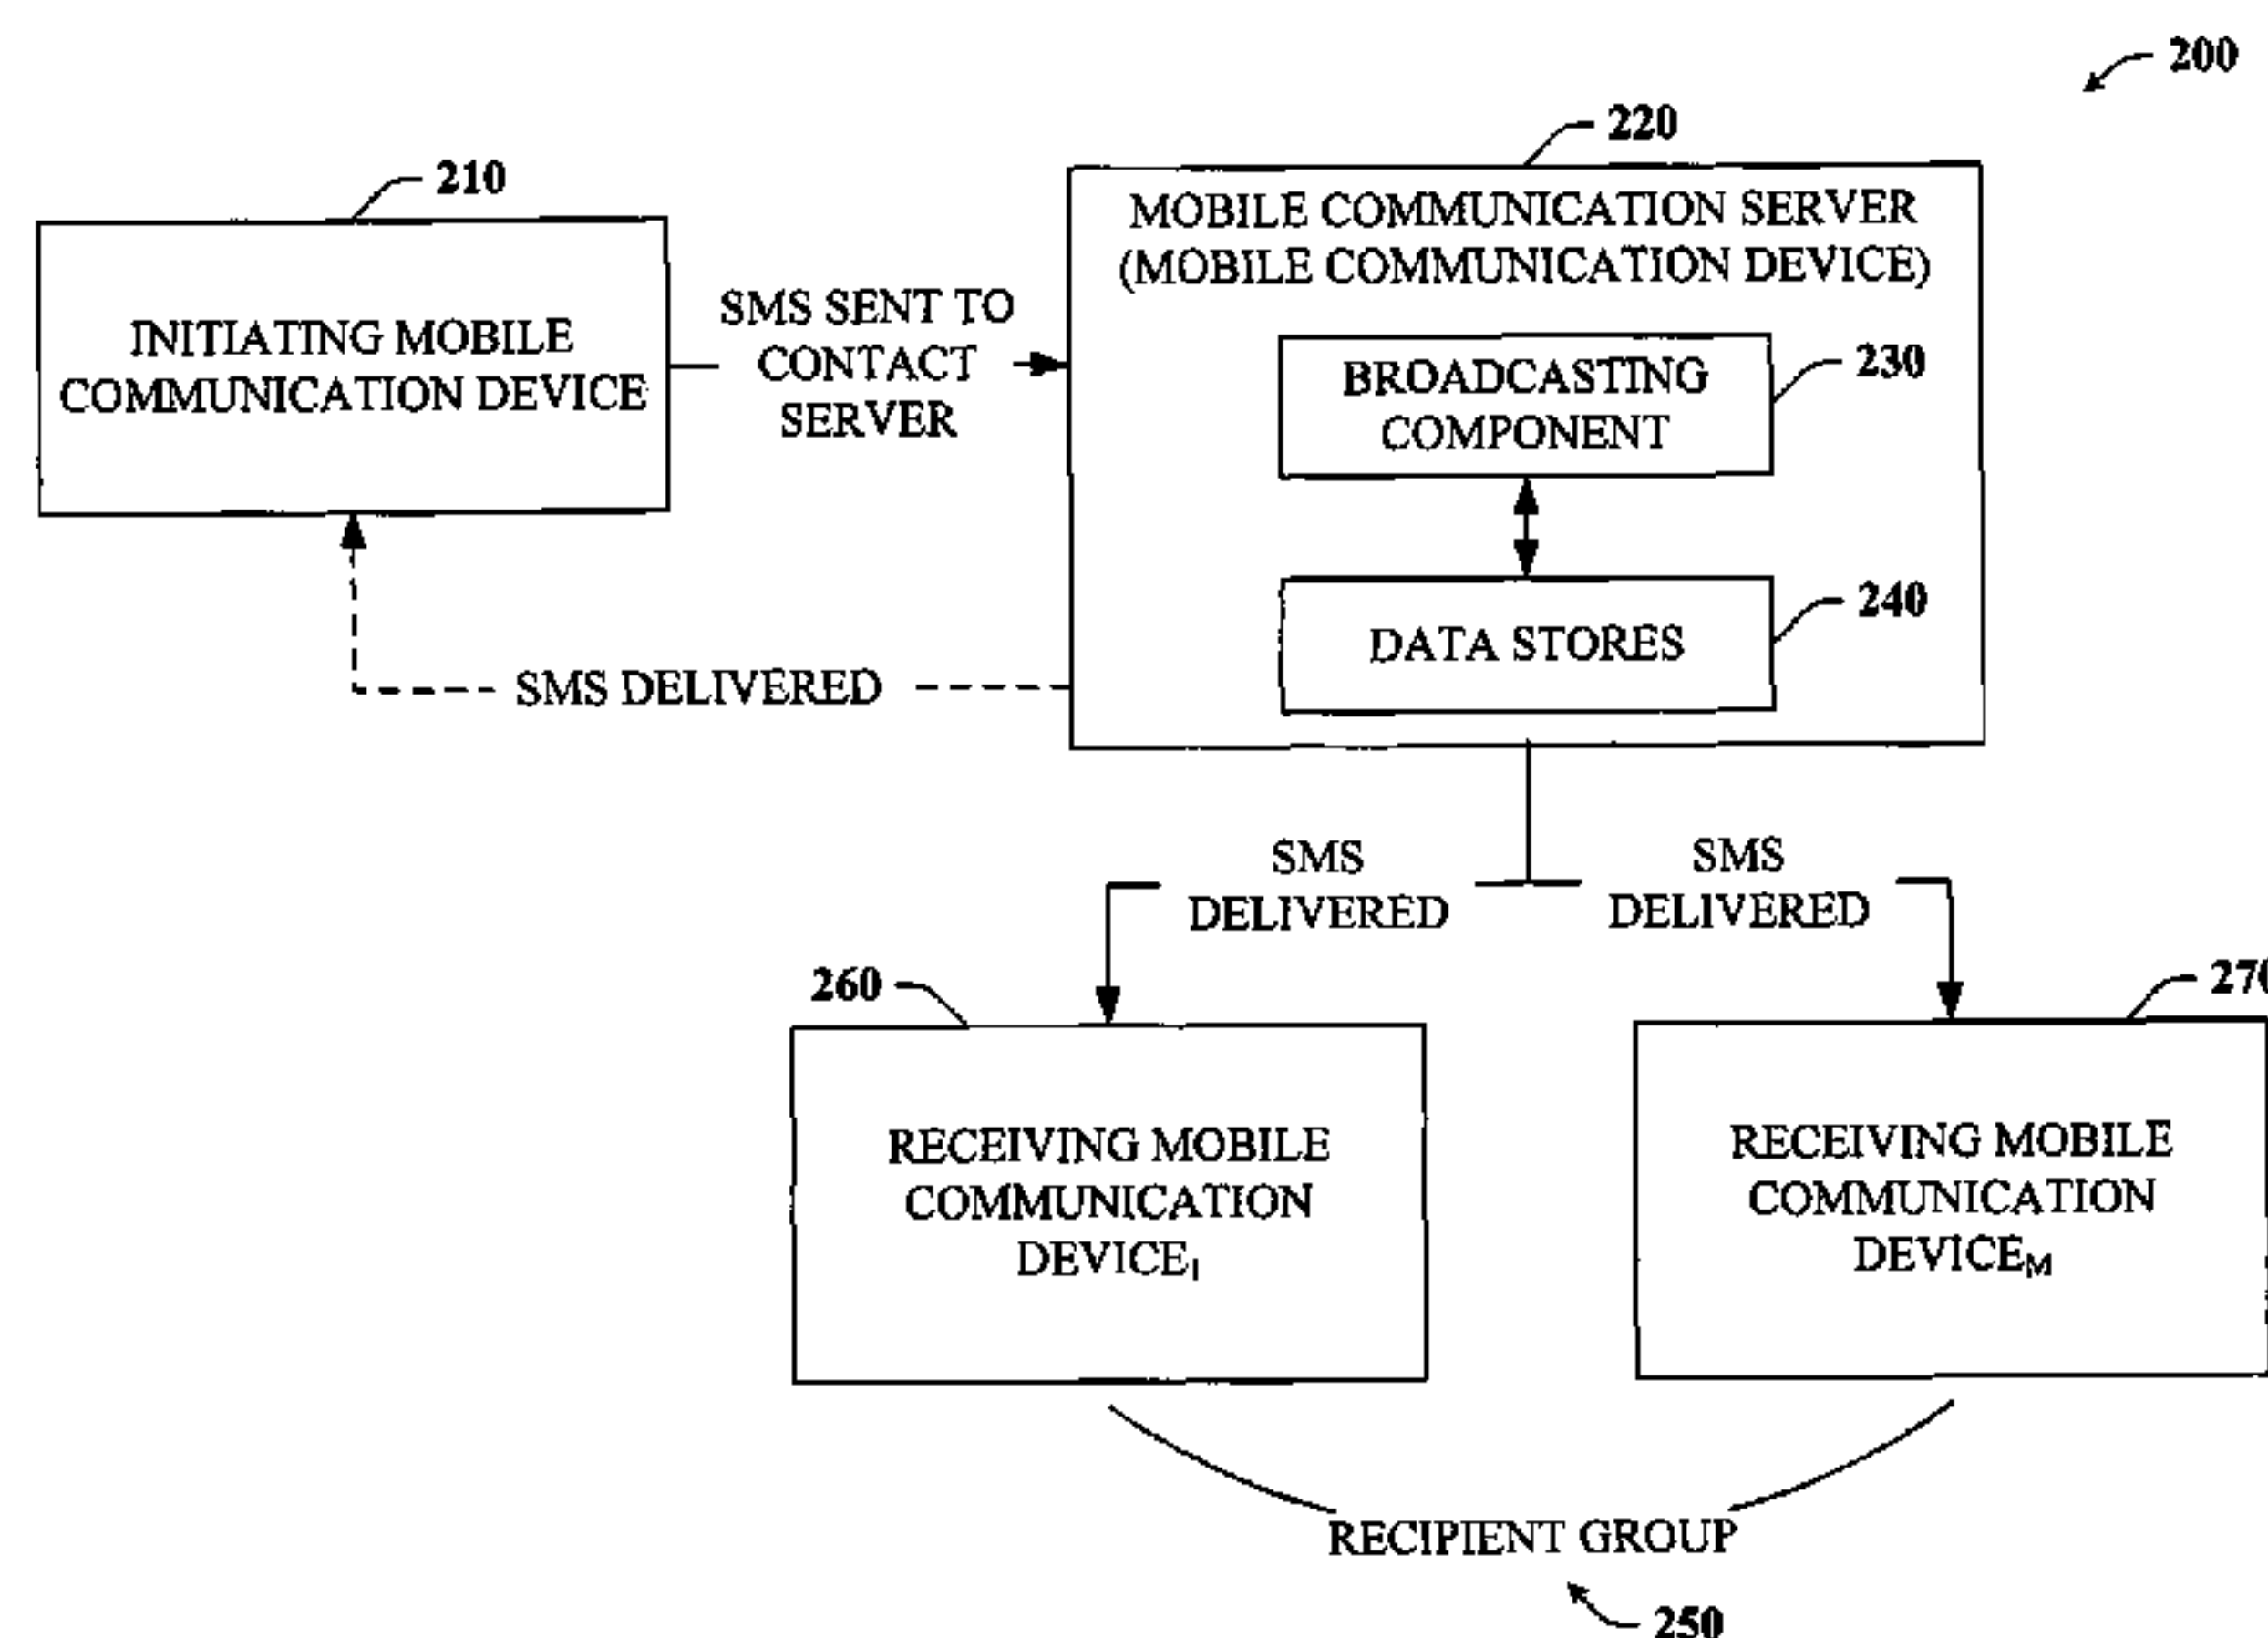 200
220
210
MOBILE COMMUNICATION SERVER
(MOBILE COMMUNICATION DEVICE)
INITIATING MOBILE
COMMUNICATION DEVICE
SMS SENT TO
CONTACT
SERVER
BROADCASTING
COMPONENT
230
DATA STORES
240
SMS DELIVERED
SMS
DELIVERED
SMS
DELIVERED
260
270
RECEIVING MOBILE
COMMUNICATION
DEVICE₁
RECEIVING MOBILE
COMMUNICATION
DEVICEM
RECIPIENT GROUP
250